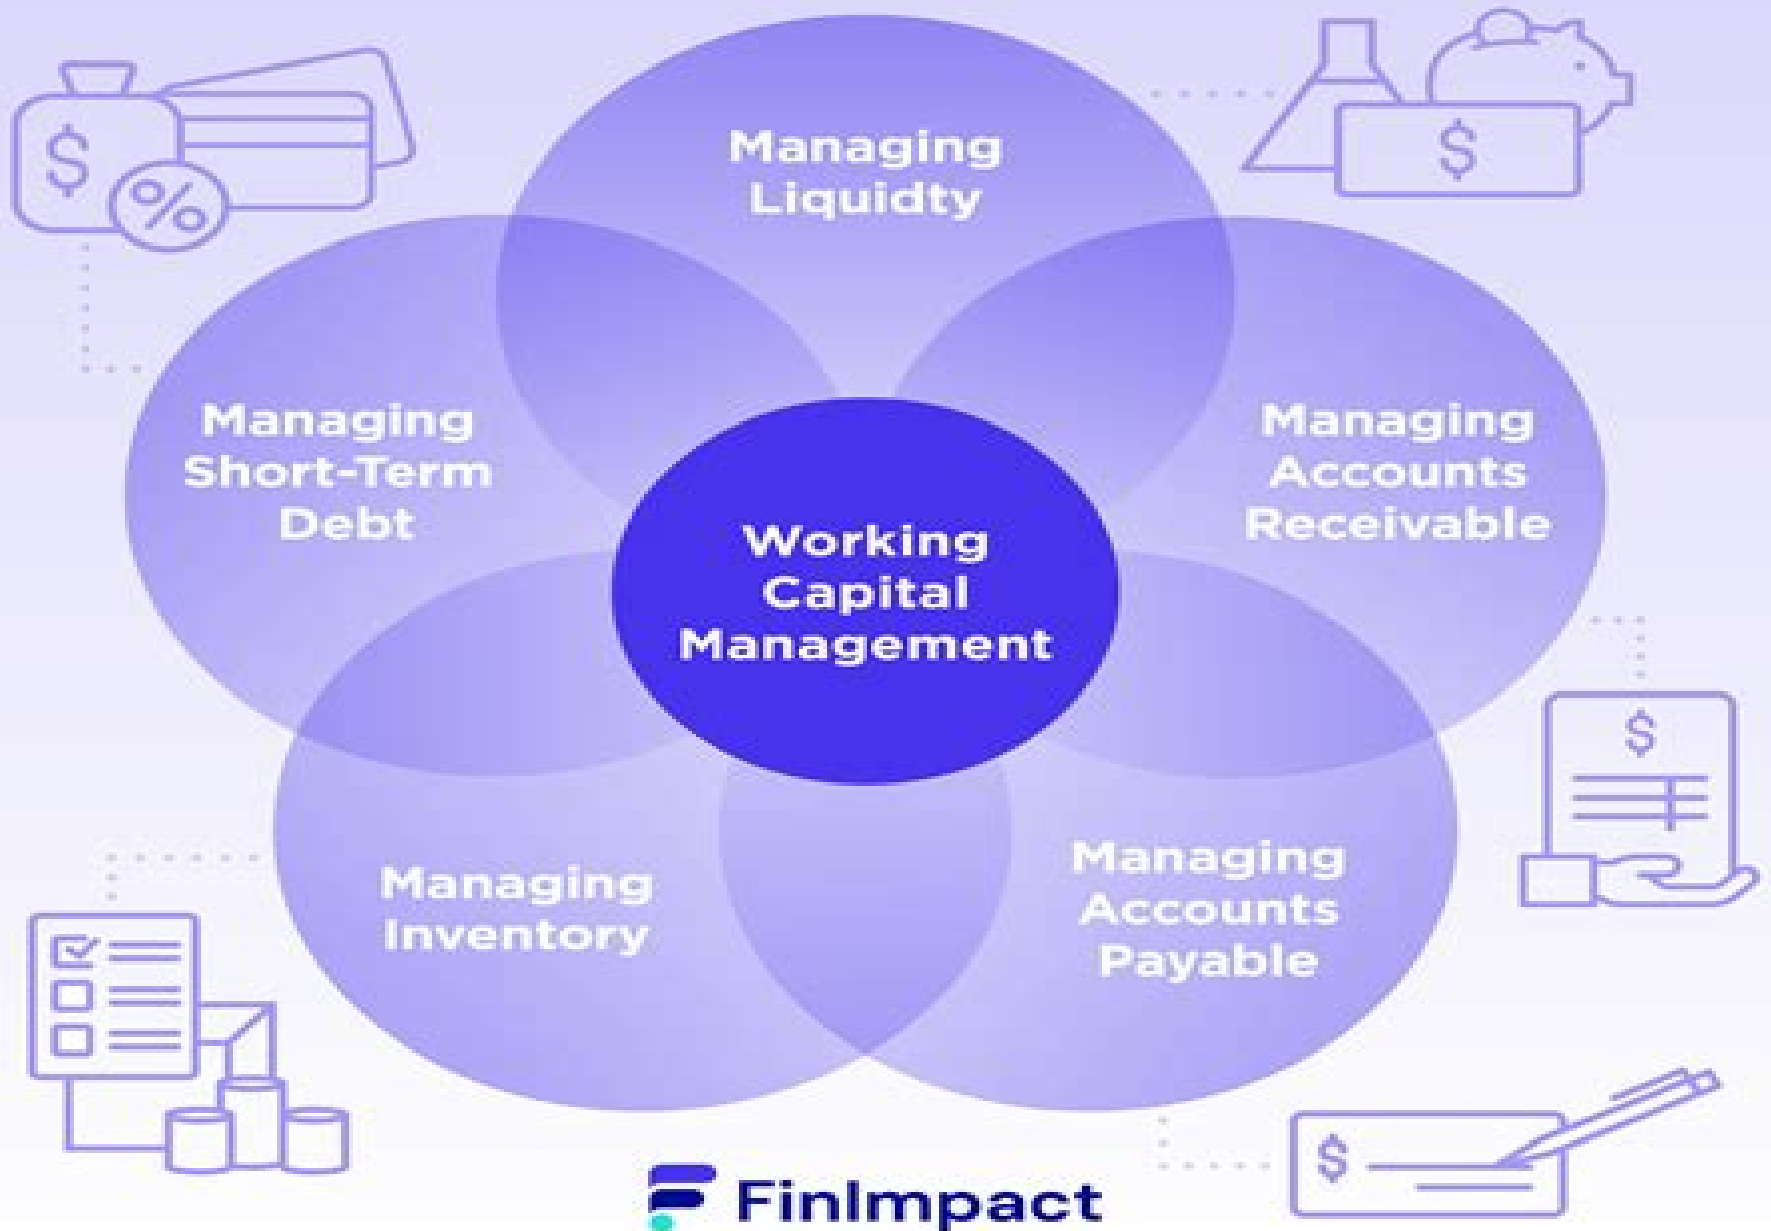 Managing
Liquidty
Managing
Short-Term
Debt
Managing
Accounts
Receivable
Working
Capital
Management
Managing
Inventory
Managing
Accounts
Payable
$
%
$
$
$
FinImpact